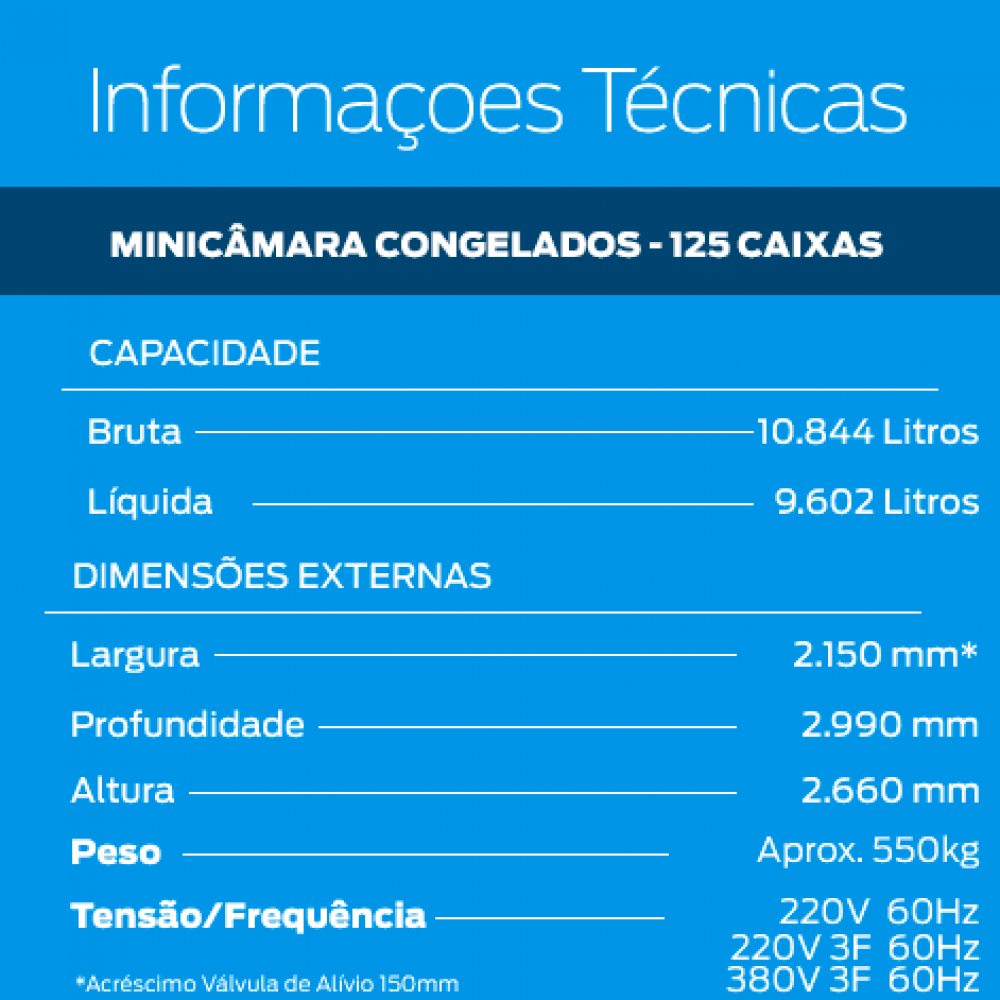 Informaçoes Técnicas
MINICÂMARA CONGELADOS - 125 CAIXAS
CAPACIDADE
Bruta 10.844 Litros
Líquida 9.602 Litros
DIMENSÕES EXTERNAS
Largura 2.150 mm*
Profundidade 2.990 mm
Altura 2.660 mm
Peso Aprox. 550kg
Tensão/Frequência 220V 60Hz
220V 3F 60Hz
380V 3F 60Hz
*Acréscimo Válvula de Alívio 150mm